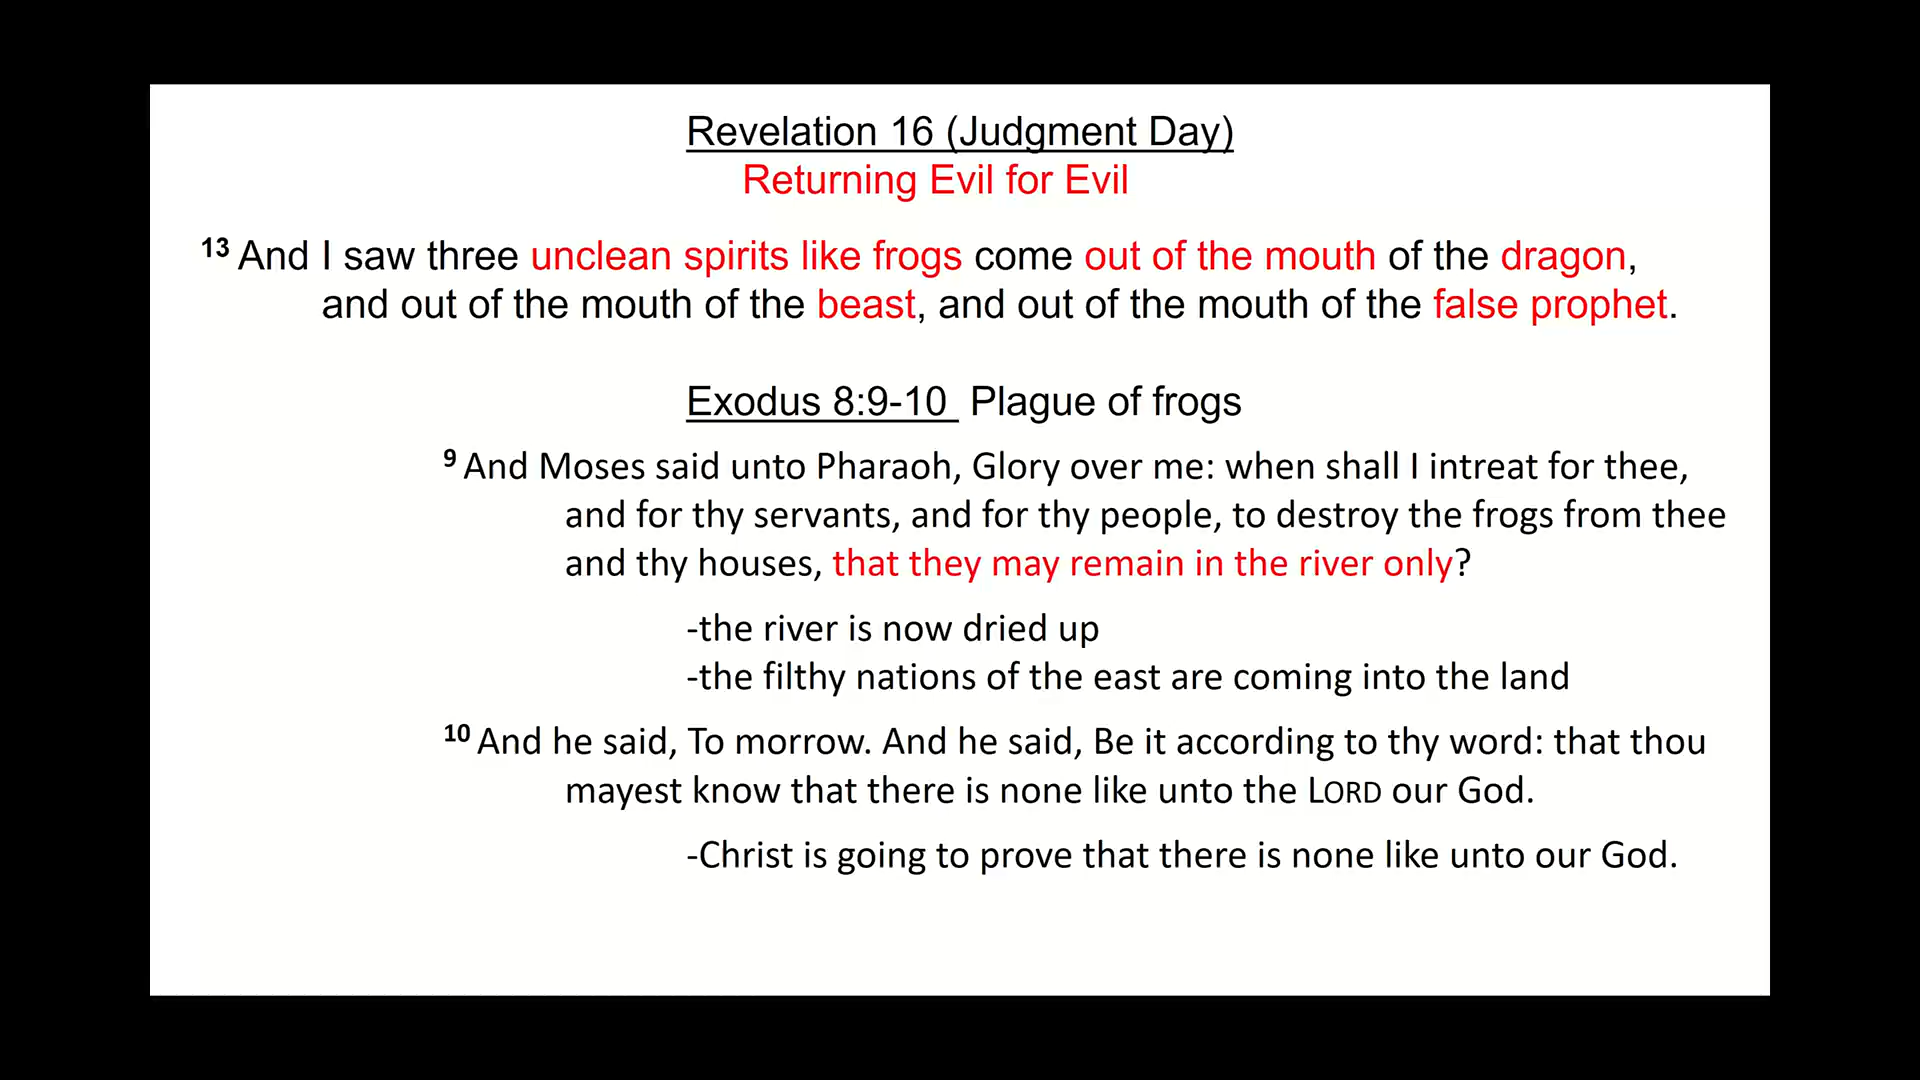 Revelation 16 (Judgment Day)
Returning Evil for Evil
13 And I saw three unclean spirits like frogs come out of the mouth of the dragon,
and out of the mouth of the beast, and out of the mouth of the false prophet.
Exodus 8:9-10 Plague of frogs
9 And Moses said unto Pharaoh, Glory over me: when shall I intreat for thee,
and for thy servants, and for thy people, to destroy the frogs from thee
and thy houses, that they may remain in the river only?
-the river is now dried up
-the filthy nations of the east are coming into the land
10 And he said, To morrow. And he said, Be it according to thy word: that thou
mayest know that there is none like unto the LORD our God.
-Christ is going to prove that there is none like unto our God.